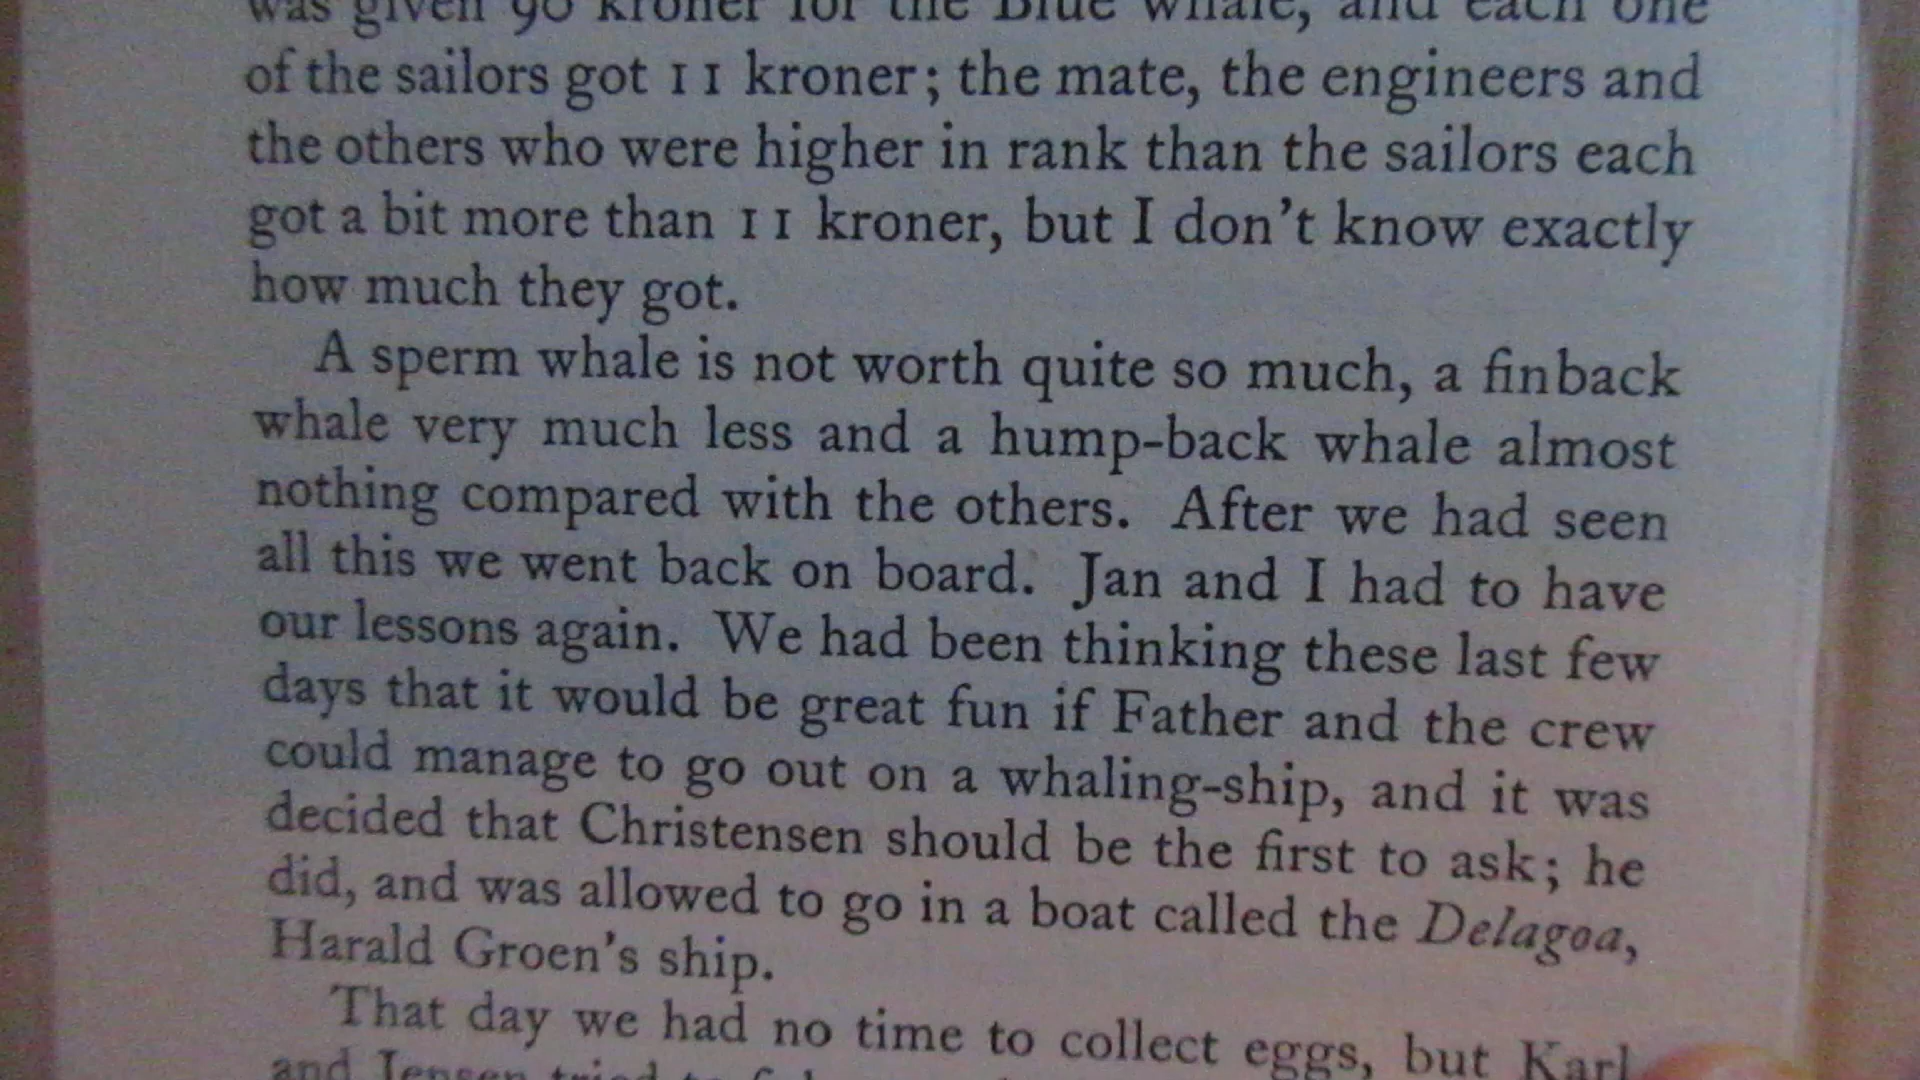 was given 90 kroner for the Blue whale, and each one
of the sailors got 11 kroner; the mate, the engineers and
the others who were higher in rank than the sailors each
got a bit more than 11 kroner, but I don't know exactly
how much they got.
A sperm whale is not worth quite so much, a finback
whale very much less and a hump-back whale almost
nothing compared with the others. After we had seen
all this we went back on board. Jan and I had to have
our lessons again. We had been thinking these last few
days that it would be great fun if Father and the crew
could manage to go out on a whaling-ship, and it was
decided that Christensen should be the first to ask; he
did, and was allowed to go in a boat called the Delagoa,
Harald Groen's ship.
That day we had no time to collect eggs, but Karl
and Jensen tried to